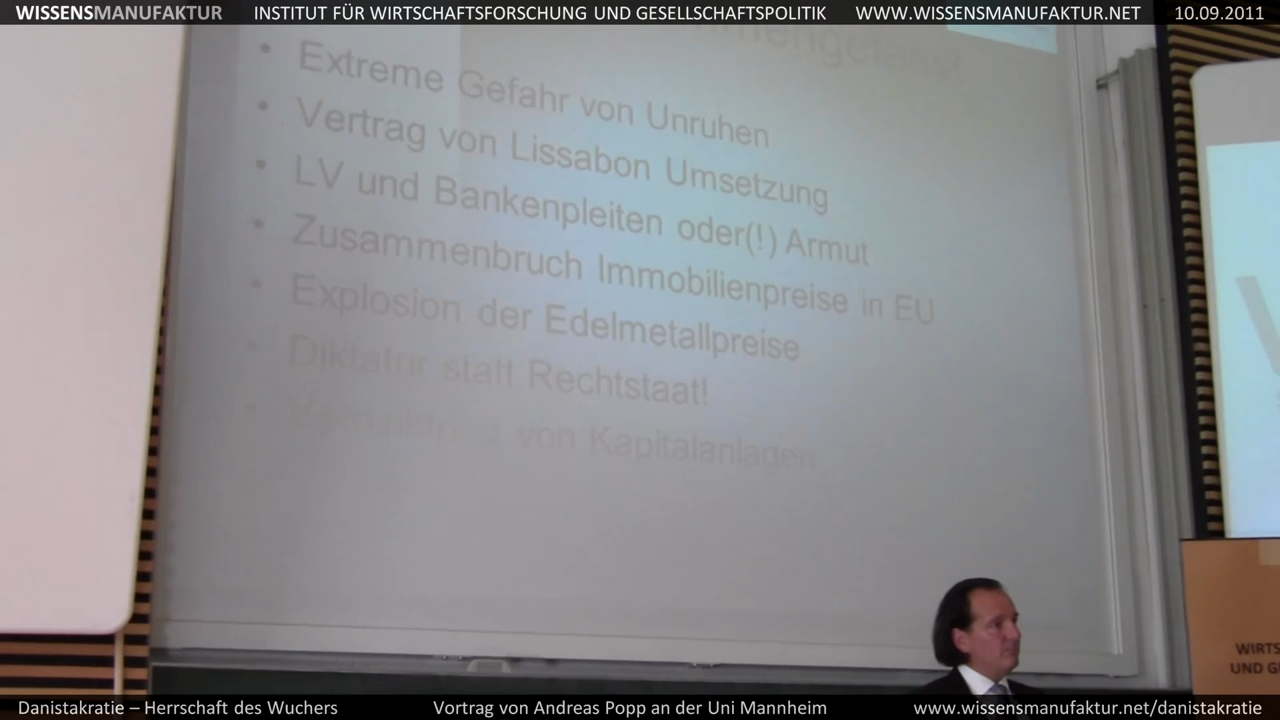 WISSENSMANUFAKTUR INSTITUT FÜR WIRTSCHAFTSFORSCHUNG UND GESELLSCHAFTSPOLITIK WWW.WISSENSMANUFAKTUR.NET 10.09.2011
• Extreme Gefahr von Unruhen
• Vertrag von Lissabon Umsetzung
• LV und Bankenpleiten oder(!) Armut
• Zusammenbruch Immobilienpreise in EU
• Explosion der Edelmetallpreise
• Diktatur statt Rechtstaat!
• von Kapitalanlagen
WIRTS
UND G
Danistakratie – Herrschaft des Wuchers Vortrag von Andreas Popp an der Uni Mannheim www.wissensmanufaktur.net/danistakratie